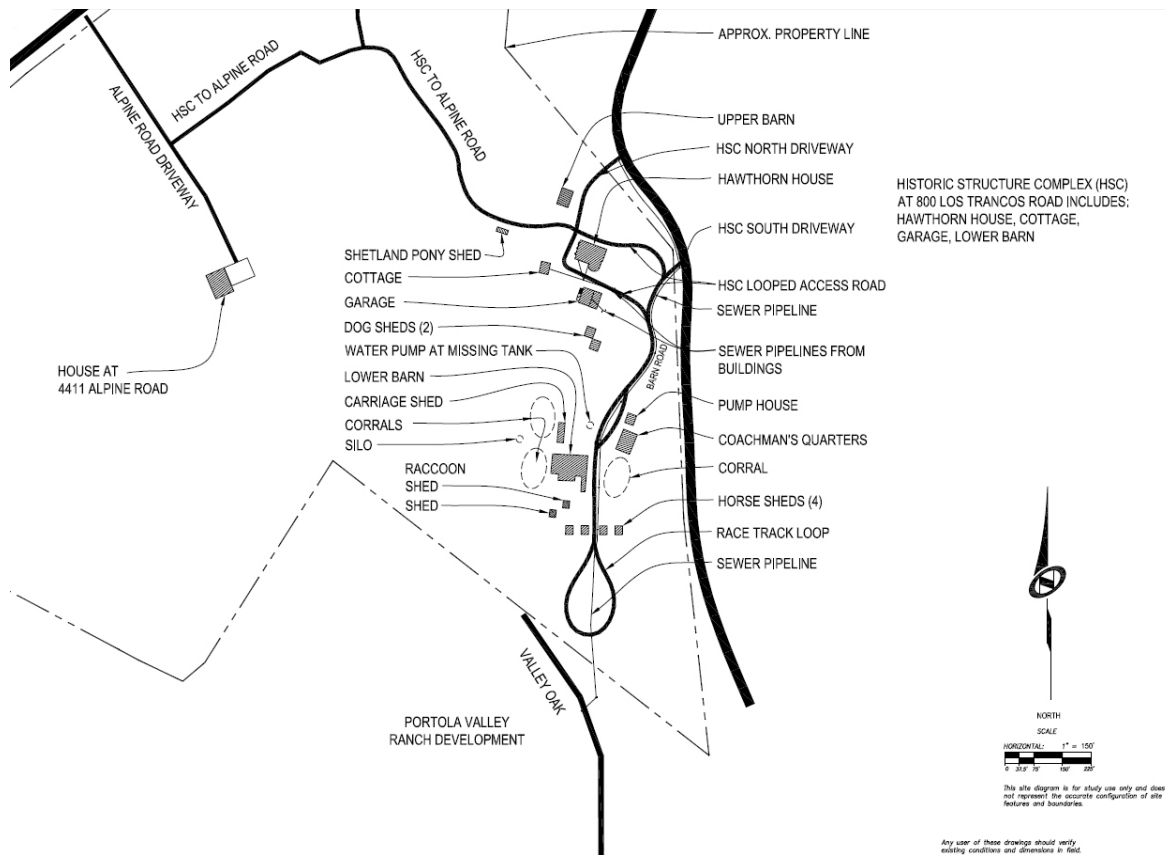 APPROX. PROPERTY LINE
HSC TO ALPINE ROAD
HSC TO ALPINE ROAD
ALPINE ROAD DRIVEWAY
UPPER BARN
HSC NORTH DRIVEWAY
HAWTHORN HOUSE
HISTORIC STRUCTURE COMPLEX (HSC)
AT 800 LOS TRANCOS ROAD INCLUDES;
HAWTHORN HOUSE, COTTAGE,
GARAGE, LOWER BARN
HSC SOUTH DRIVEWAY
SHETLAND PONY SHED
COTTAGE
HSC LOOPED ACCESS ROAD
GARAGE
SEWER PIPELINE
DOG SHEDS (2)
WATER PUMP AT MISSING TANK
SEWER PIPELINES FROM
BUILDINGS
BARN ROAD
HOUSE AT
4411 ALPINE ROAD
LOWER BARN
CARRIAGE SHED
PUMP HOUSE
CORRALS
SILO
COACHMAN'S QUARTERS
RACCOON
SHED
CORRAL
SHED
HORSE SHEDS (4)
RACE TRACK LOOP
SEWER PIPELINE
VALLEY OAK
PORTOLA VALLEY
RANCH DEVELOPMENT
NORTH
SCALE
HORIZONTAL: 1" = 150'
0 37.5' 75' 150' 225'
This site diagram is for study use only and does
not represent the accurate configuration of site
features and boundaries.
Any user of these drawings should verify
existing conditions and dimensions in field.